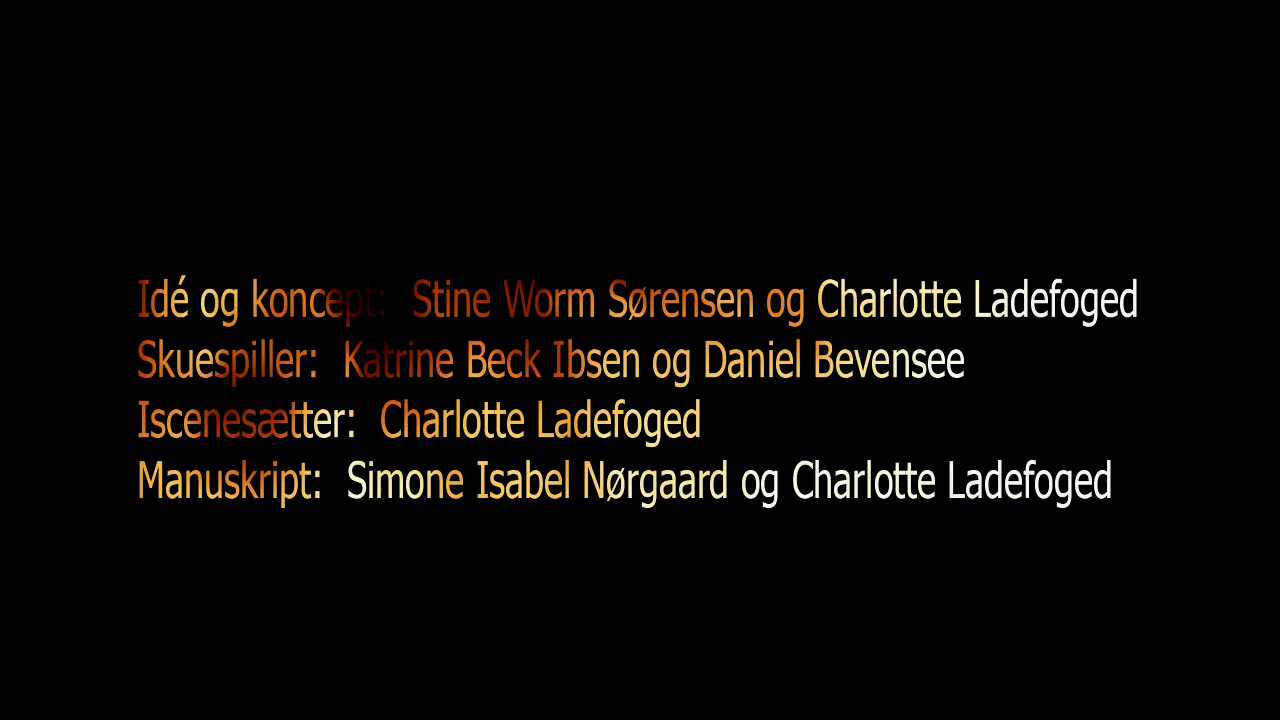 Idé og koncept: Stine Worm Sørensen og Charlotte Ladefoged
Skuespiller: Katrine Beck Ibsen og Daniel Bevensee
Iscenesætter: Charlotte Ladefoged
Manuskript: Simone Isabel Nørgaard og Charlotte Ladefoged